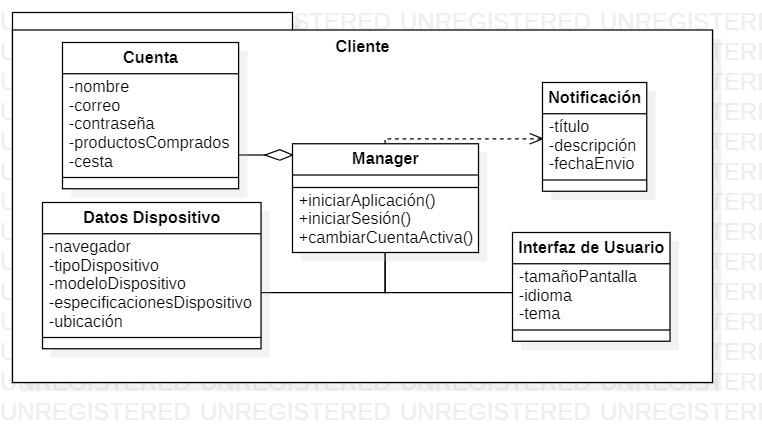 Cliente
Cuenta
-nombre
-correo
-contraseña
-productosComprados
-cesta
Notificación
-título
-descripción
-fechaEnvio
Manager
+iniciarAplicación()
+iniciarSesión()
+cambiarCuentaActiva()
Datos Dispositivo
-navegador
-tipoDispositivo
-modeloDispositivo
-especificacionesDispositivo
-ubicación
Interfaz de Usuario
-tamañoPantalla
-idioma
-tema
UNREGISTERED UNREGISTERED UNREGISTERED UNREGISTERI